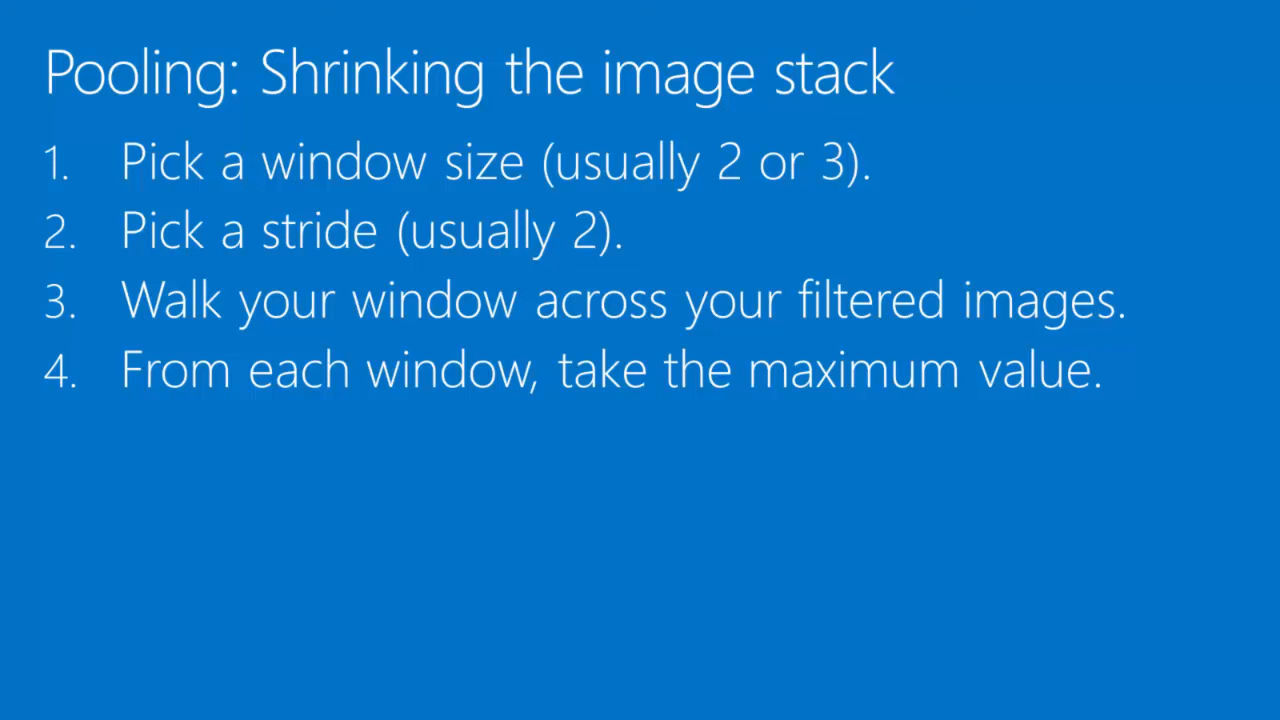 Pooling: Shrinking the image stack
1. Pick a window size (usually 2 or 3).
2. Pick a stride (usually 2).
3. Walk your window across your filtered images.
4. From each window, take the maximum value.